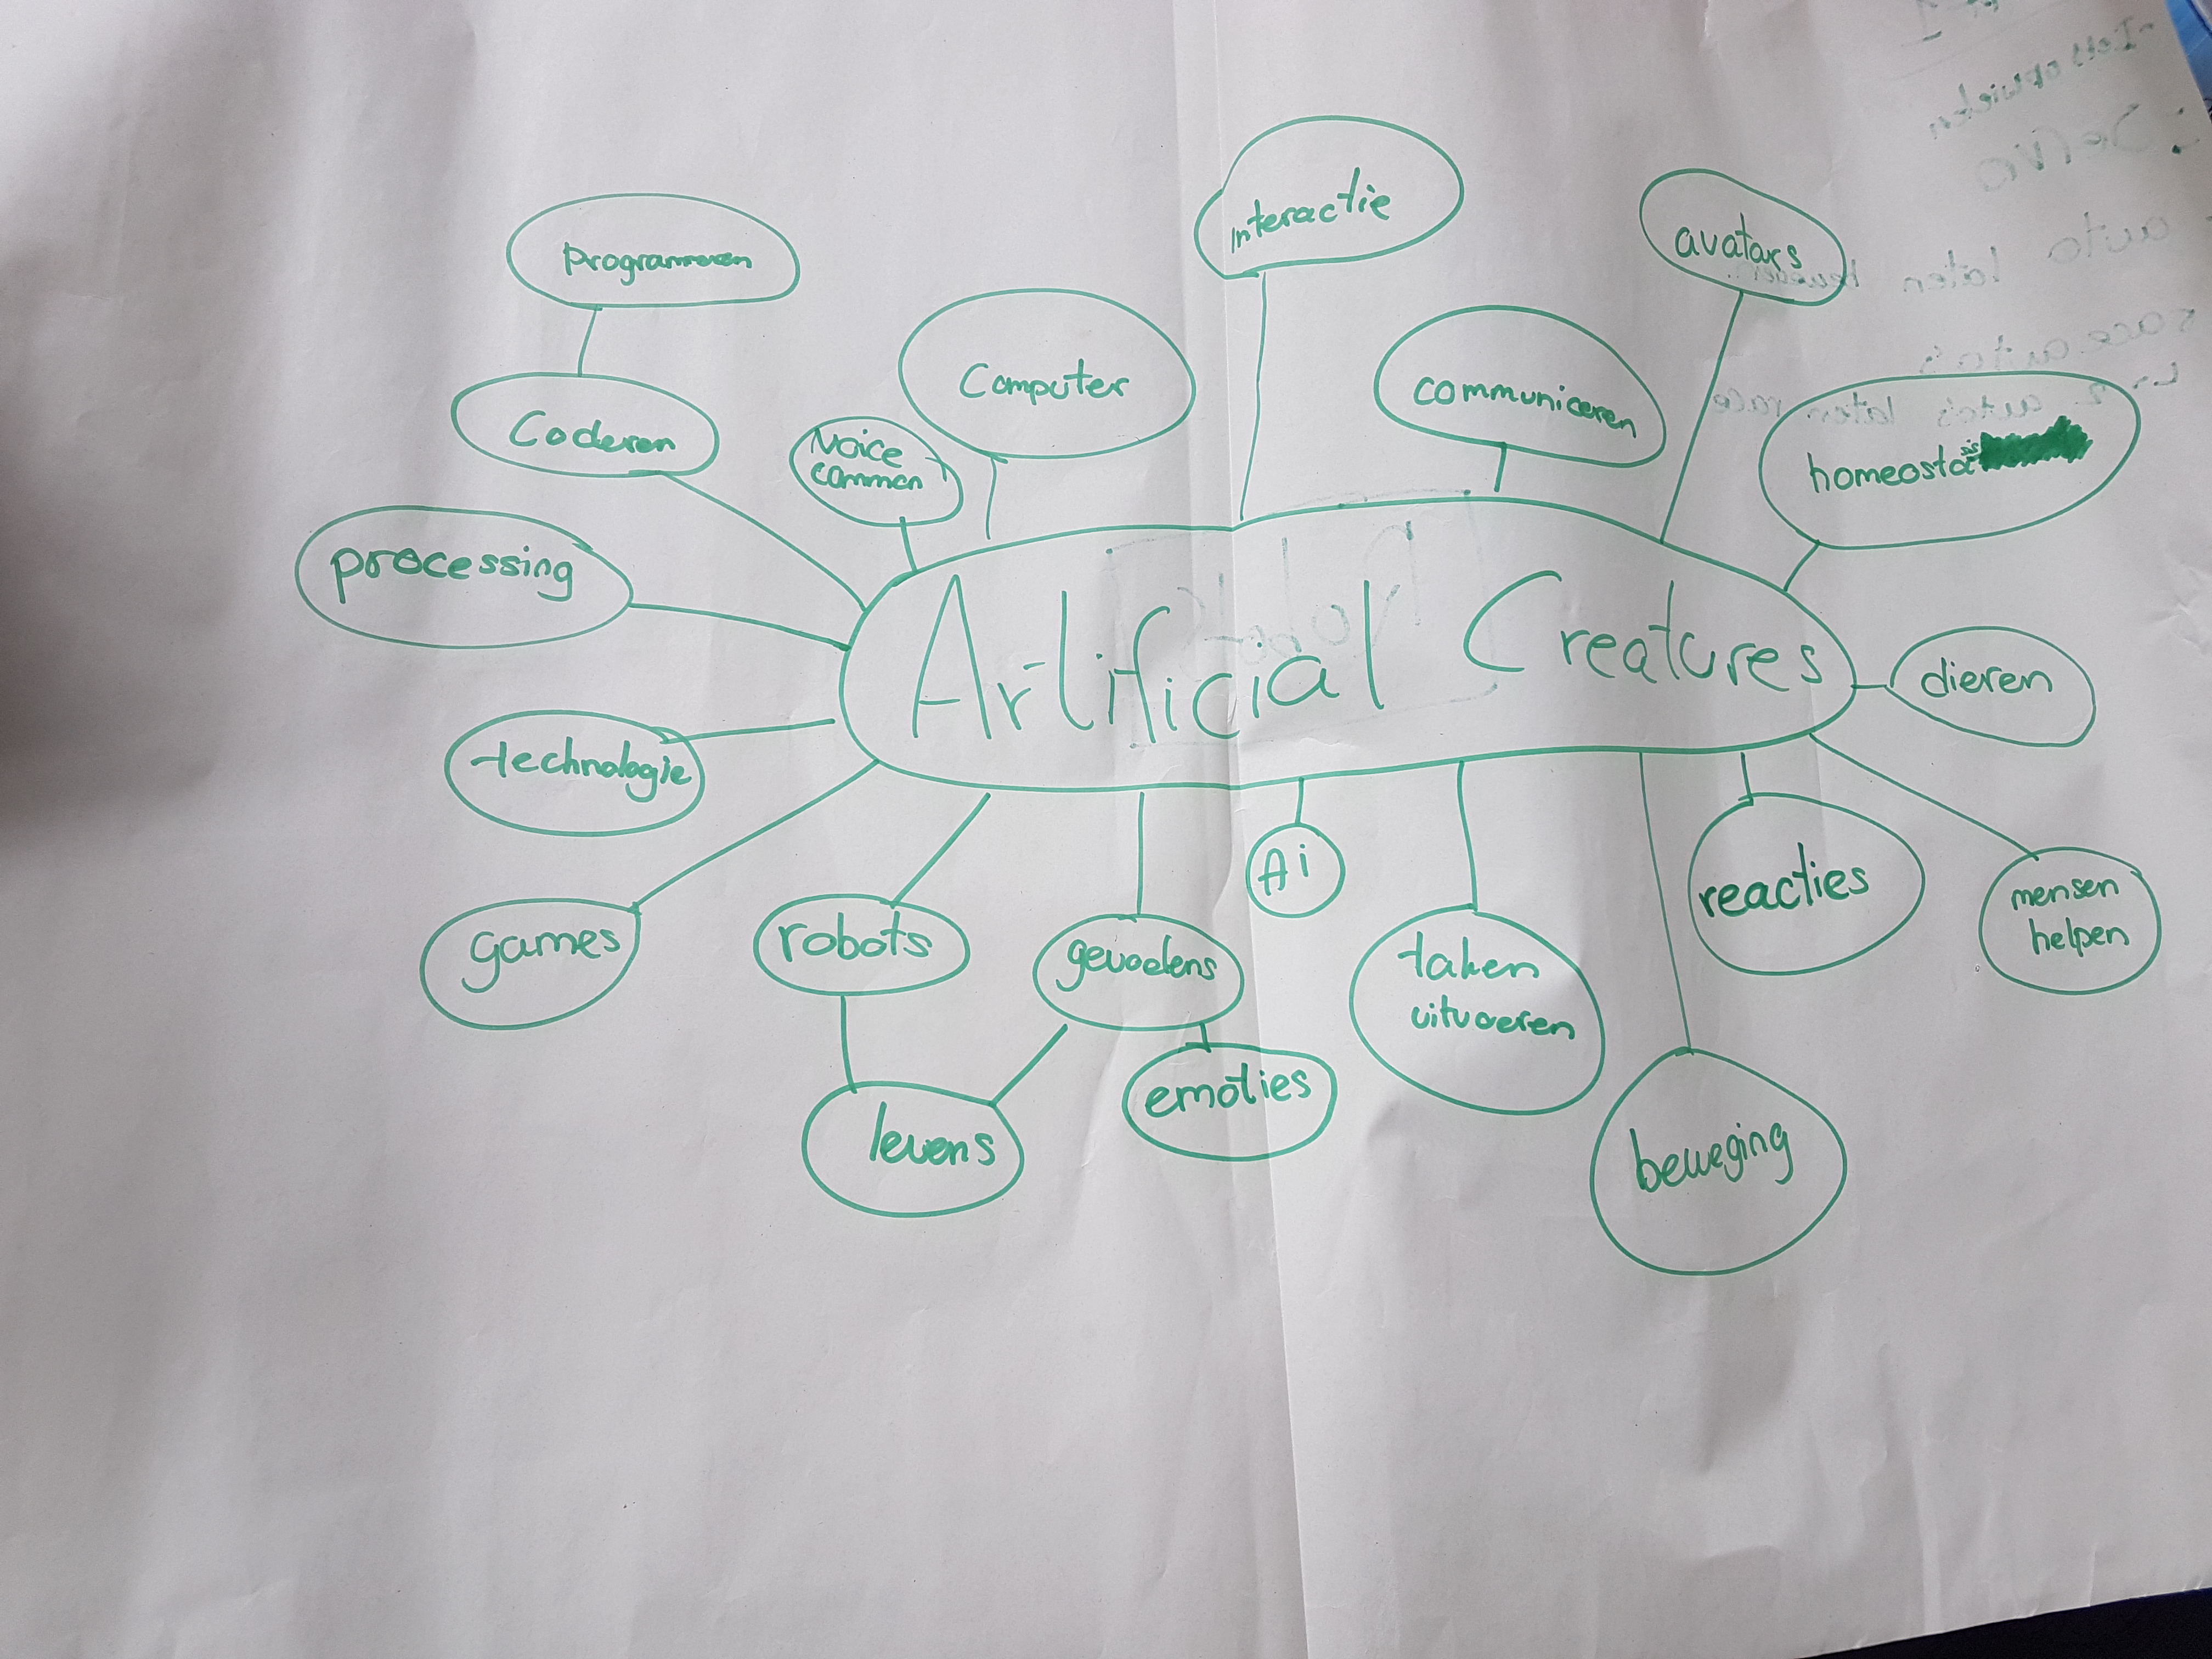 programmeren
Coderen
processing
technologie
games
Voice
comman
Computer
interactie
communiceren
avatars
homeostasis
Artificial Creatures
robots
levens
gevoelens
emoties
Ai
taken
uitvoeren
beweging
reacties
dieren
mensen
helpen